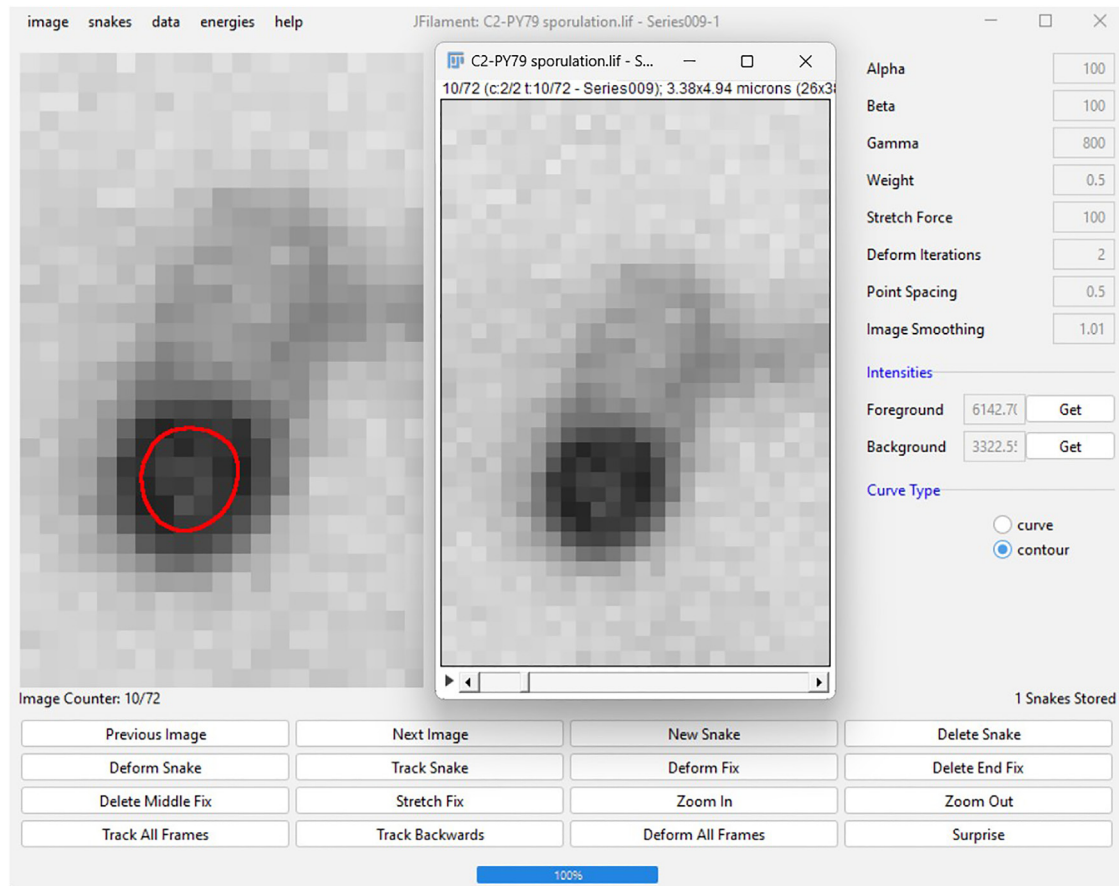 image snakes data energies help JFilament: C2-PY79 sporulation.lif - Series009-1
C2-PY79 sporulation.lif - S...
10/72 (c:2/2 t:10/72 - Series009); 3.38x4.94 microns (26x38
Alpha 100
Beta 100
Gamma 800
Weight 0.5
Stretch Force 100
Deform Iterations 2
Point Spacing 0.5
Image Smoothing 1.01
Intensities
Foreground 6142.70 Get
Background 3322.5 Get
Curve Type
curve
contour
Image Counter: 10/72 1 Snakes Stored
Previous Image Next Image New Snake Delete Snake
Deform Snake Track Snake Deform Fix Delete End Fix
Delete Middle Fix Stretch Fix Zoom In Zoom Out
Track All Frames Track Backwards Deform All Frames Surprise
100%